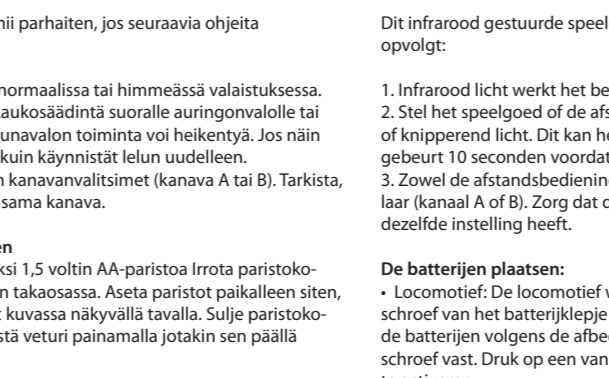 nii parhaiten, jos seuraavia ohjeita
normaalissa tai himmeässä valaistuksessa.
aukosäädintä suoralle auringonvalolle tai
unavalon toiminta voi heikentyä. Jos näin
kuin käynnistät lelun uudelleen.
kanavanvalitsimet (kanava A tai B). Tarkista,
sama kanava.
en
ksi 1,5 voltin AA-paristoa Irrota paristoko-
n takaosassa. Aseta paristot paikalleen siten,
t kuvassa näkyvällä tavalla. Sulje paristoko-
stä veturi painamalla jotakin sen päällä
Dit infrarood gestuurde speel
opvolgt:
1. Infrarood licht werkt het be
2. Stel het speelgoed of de afs
of knipperend licht. Dit kan he
gebeurt 10 seconden voordat
3. Zowel de afstandsbedienin
laar (kanaal A of B). Zorg dat d
dezelfde instelling heeft.
De batterijen plaatsen:
• Locomotief: De locomotief w
schroef van het batterijklepje
de batterijen volgens de afbee
schroef vast. Druk op een van